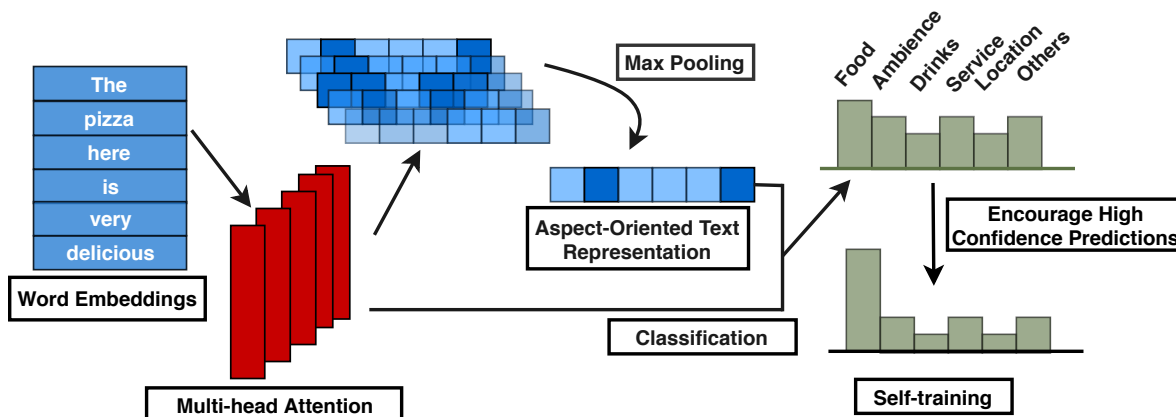 The
pizza
here
is
very
delicious
Word Embeddings
Multi-head Attention
Max Pooling
Aspect-Oriented Text
Representation
Classification
Food
Ambience
Drinks
Service
Location
Others
Encourage High
Confidence Predictions
Self-training